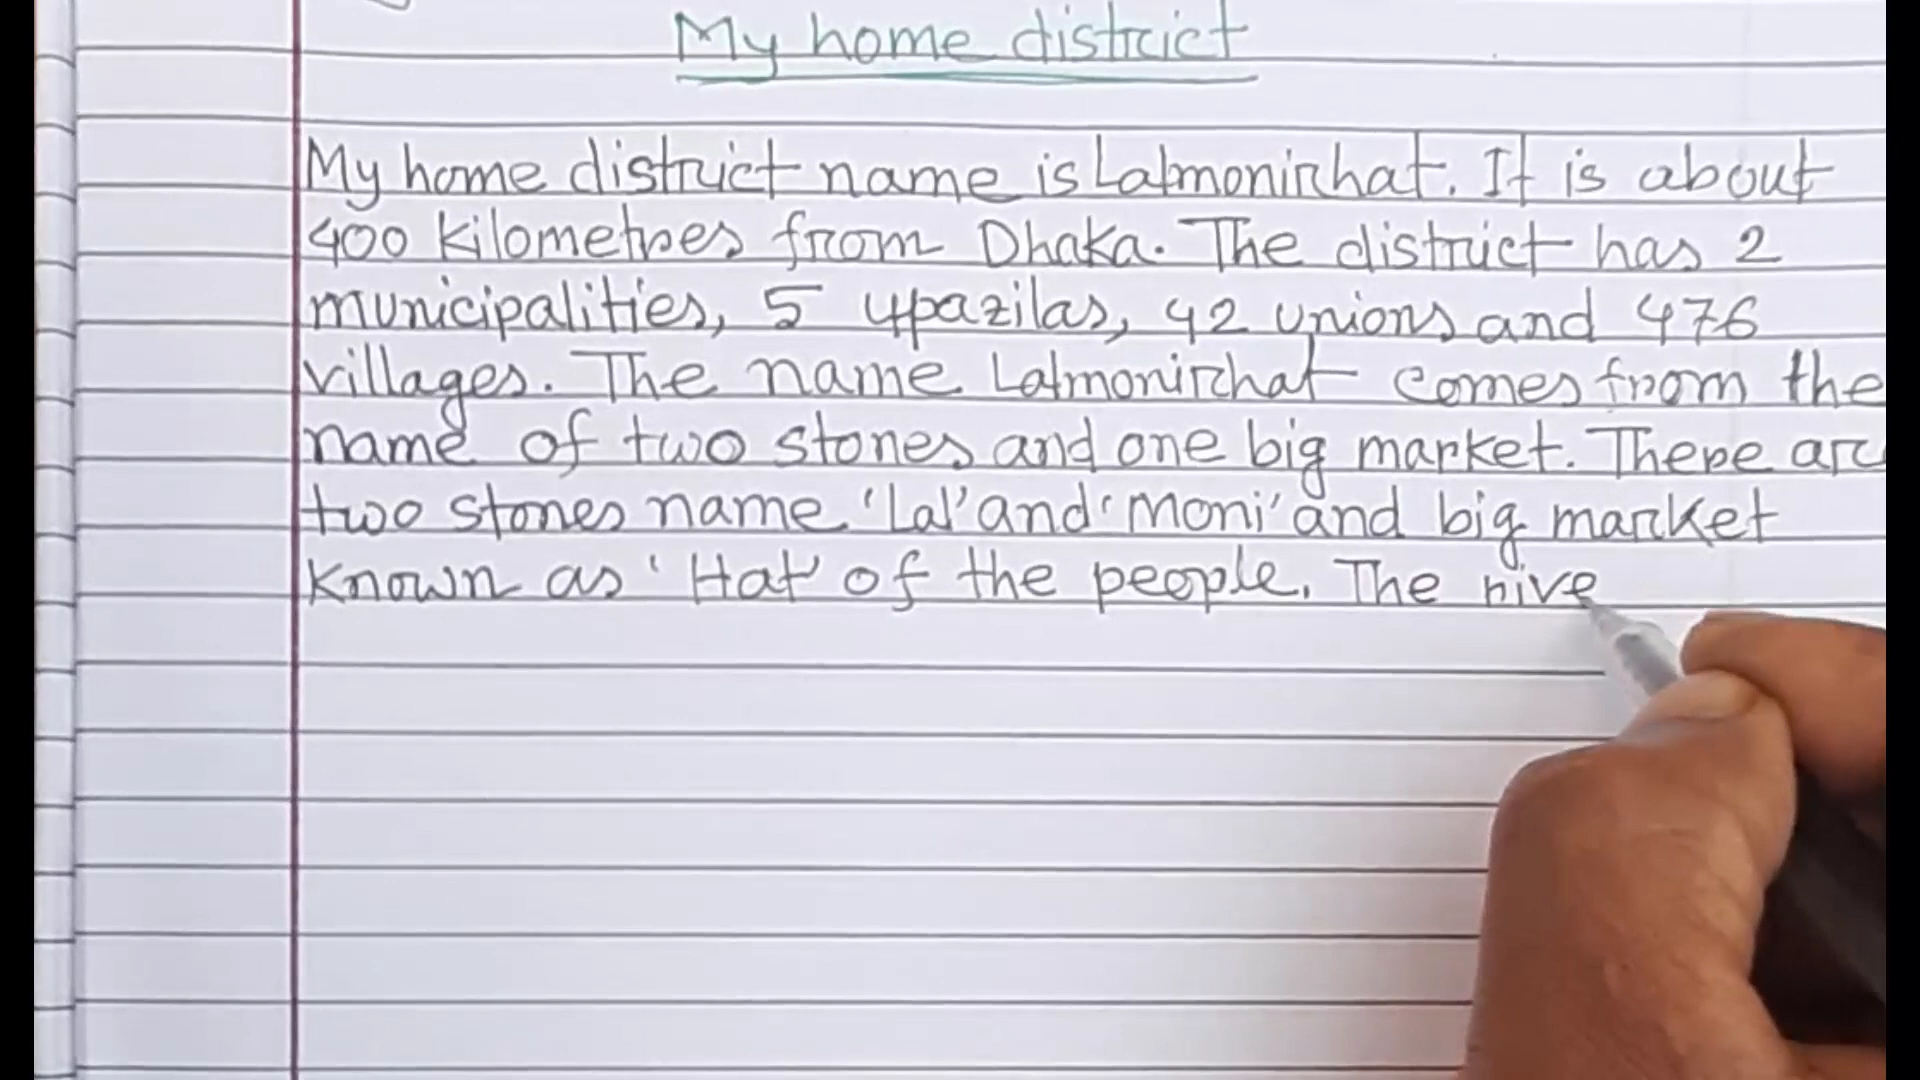 My home district
My home district name is Lalmonirhat. It is about
400 kilometres from Dhaka. The district has 2
municipalities, 5 upazilas, 42 unions and 476
villages. The name Lalmonirhat comes from the
name of two stones and one big market. There are
two stones name 'Lal' and 'Moni' and big market
known as 'Hat' of the people. The rive